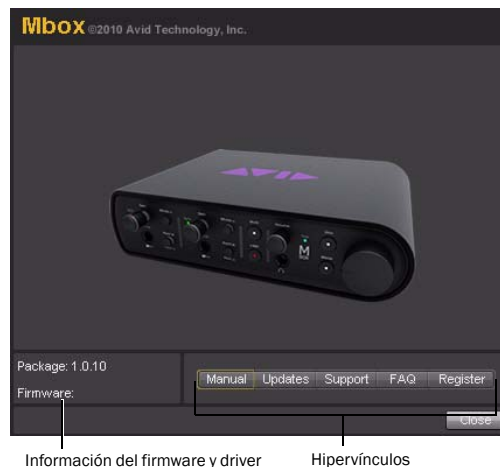 Mbox ©2010 Avid Technology, Inc.
AVID
Package: 1.0.10
Firmware:
Manual Updates Support FAQ Register
Close
Información del firmware y driver
Hipervínculos